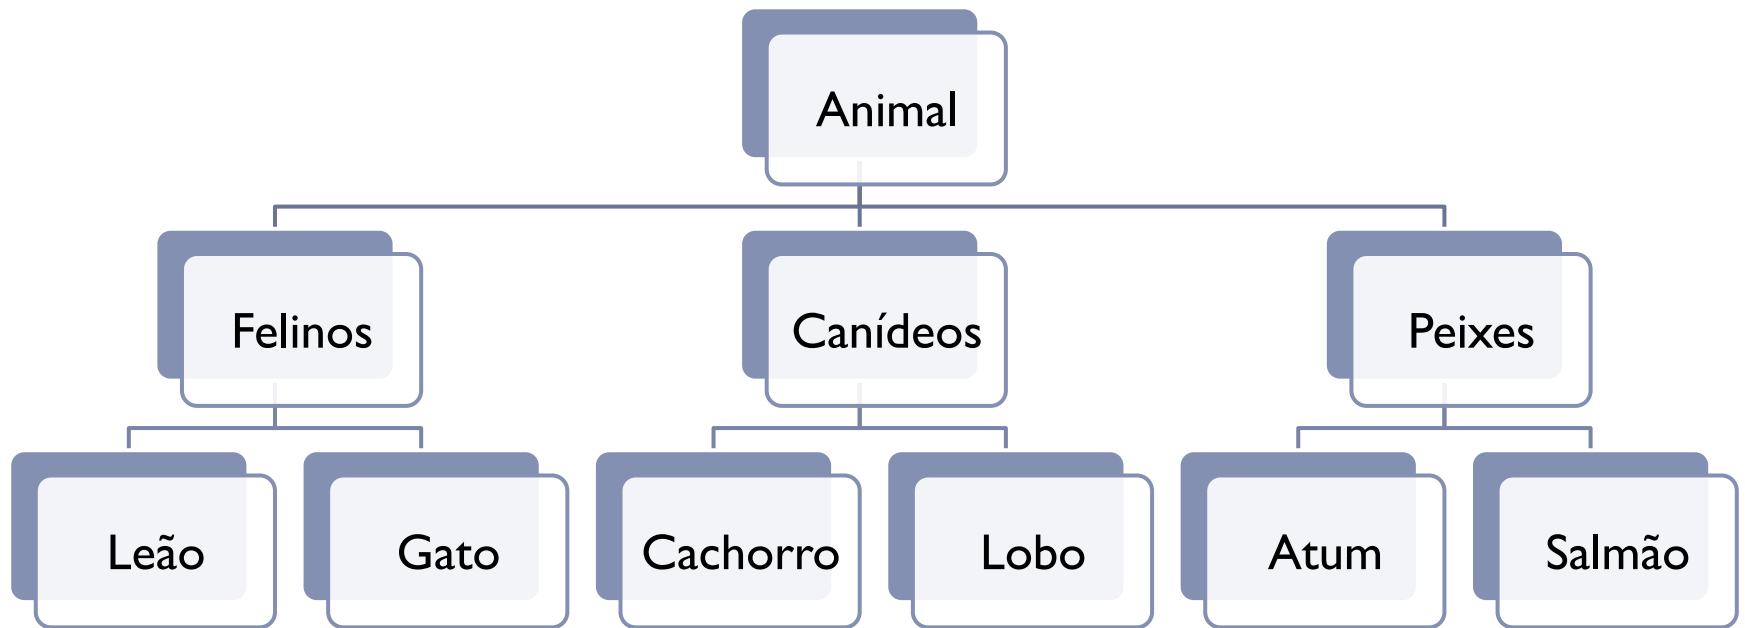 Animal
Felinos
Canídeos
Peixes
Leão
Gato
Cachorro
Lobo
Atum
Salmão